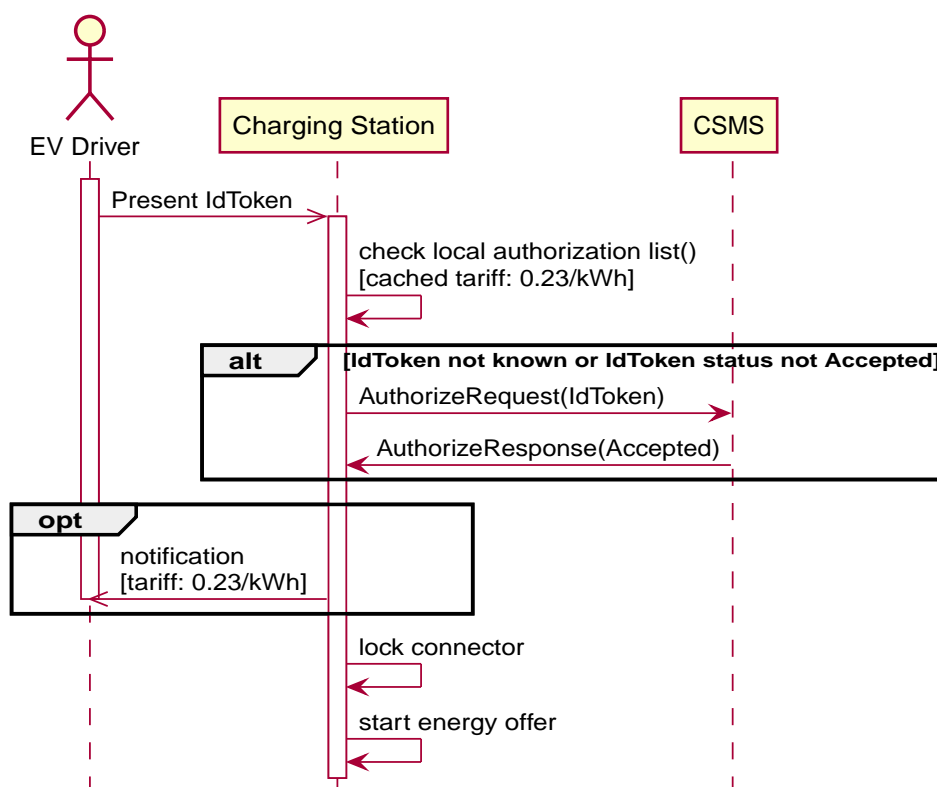 EV Driver
Charging Station
CSMS
Present IdToken
check local authorization list()
[cached tariff: 0.23/kWh]
alt
[IdToken not known or IdToken status not Accepted]
AuthorizeRequest(IdToken)
AuthorizeResponse(Accepted)
opt
notification
[tariff: 0.23/kWh]
lock connector
start energy offer